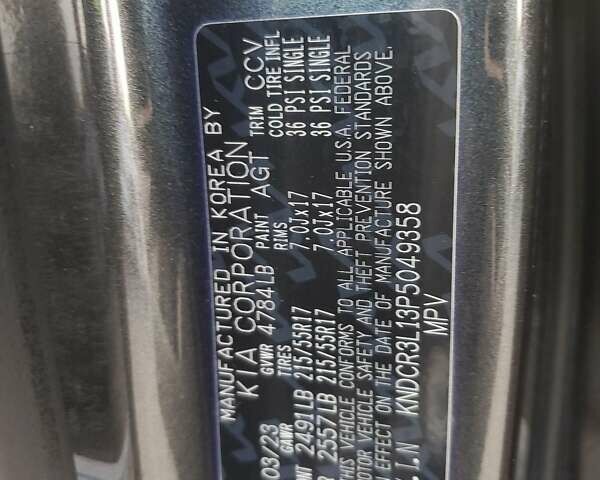 MANUFACTURED IN KOREA BY
KIA CORPORATION
03/23 GVWR 4784LB PAINT AGT TRIM CCV
GAWR TIRES RIMS COLD TIRE INFL
NT 2491LB 215/55R17 7.0Jx17 36 PSI SINGLE
R 2557LB 215/55R17 7.0Jx17 36 PSI SINGLE
THIS VEHICLE CONFORMS TO ALL APPLICABLE U.S.A. FEDERAL
MOTOR VEHICLE SAFETY AND THEFT PREVENTION STANDARDS
IN EFFECT ON THE DATE OF MANUFACTURE SHOWN ABOVE.
V.I.N KNDCR3L13P5049358
MPV